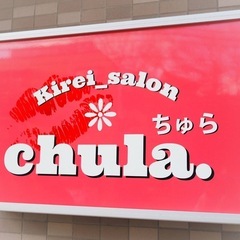 Kirei_salon
ちゅら
chula.